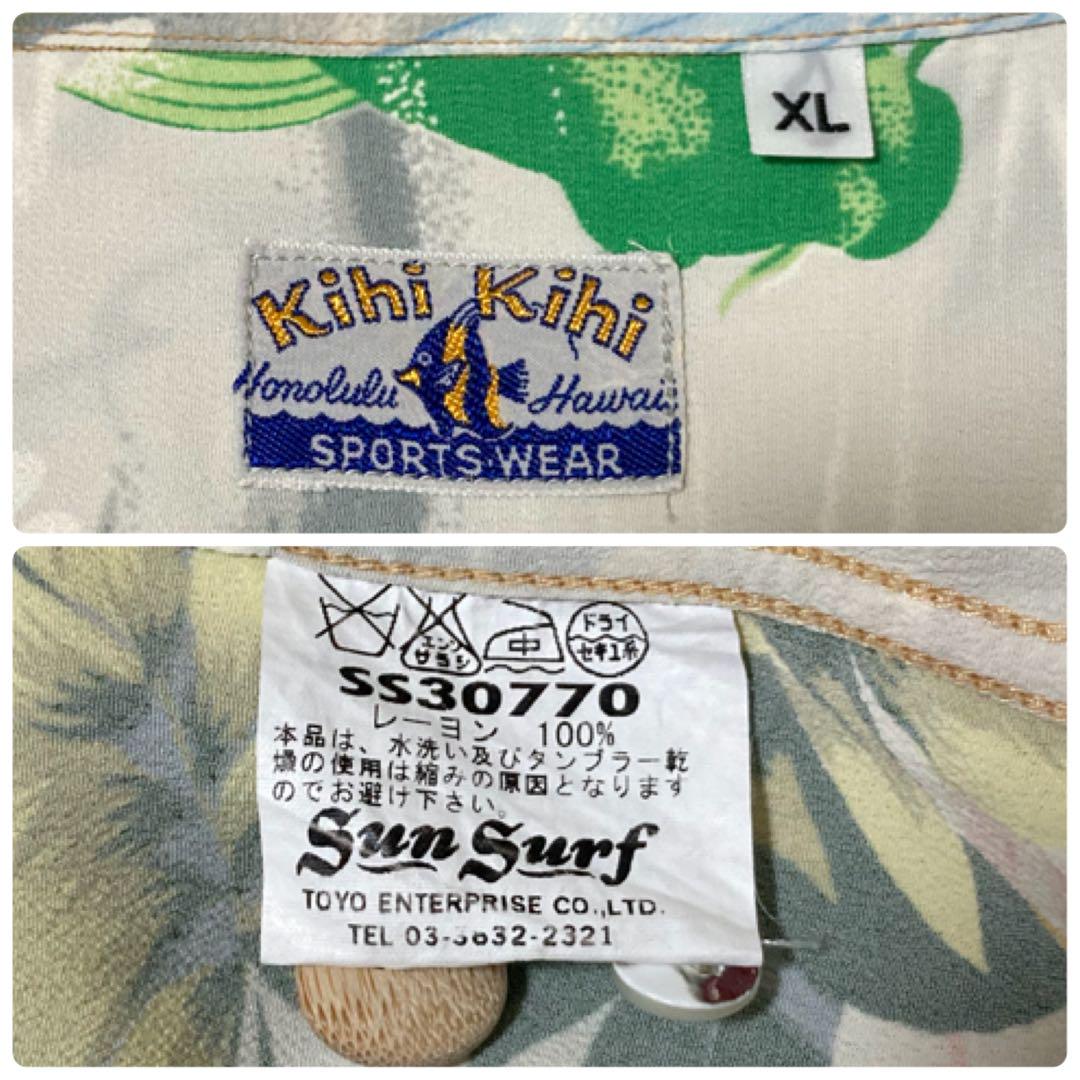 XL
Kihi Kihi
Honolulu Hawaii
SPORTS-WEAR
エンソ
サラシ
中
ドライ
セキユ系
SS30770
レーヨン 100%
本品は、水洗い及びタンブラー乾
燥の使用は縮みの原因となります
のでお避け下さい。
Sun Surf
TOYO ENTERPRISE CO.,LTD.
TEL 03-3632-2321